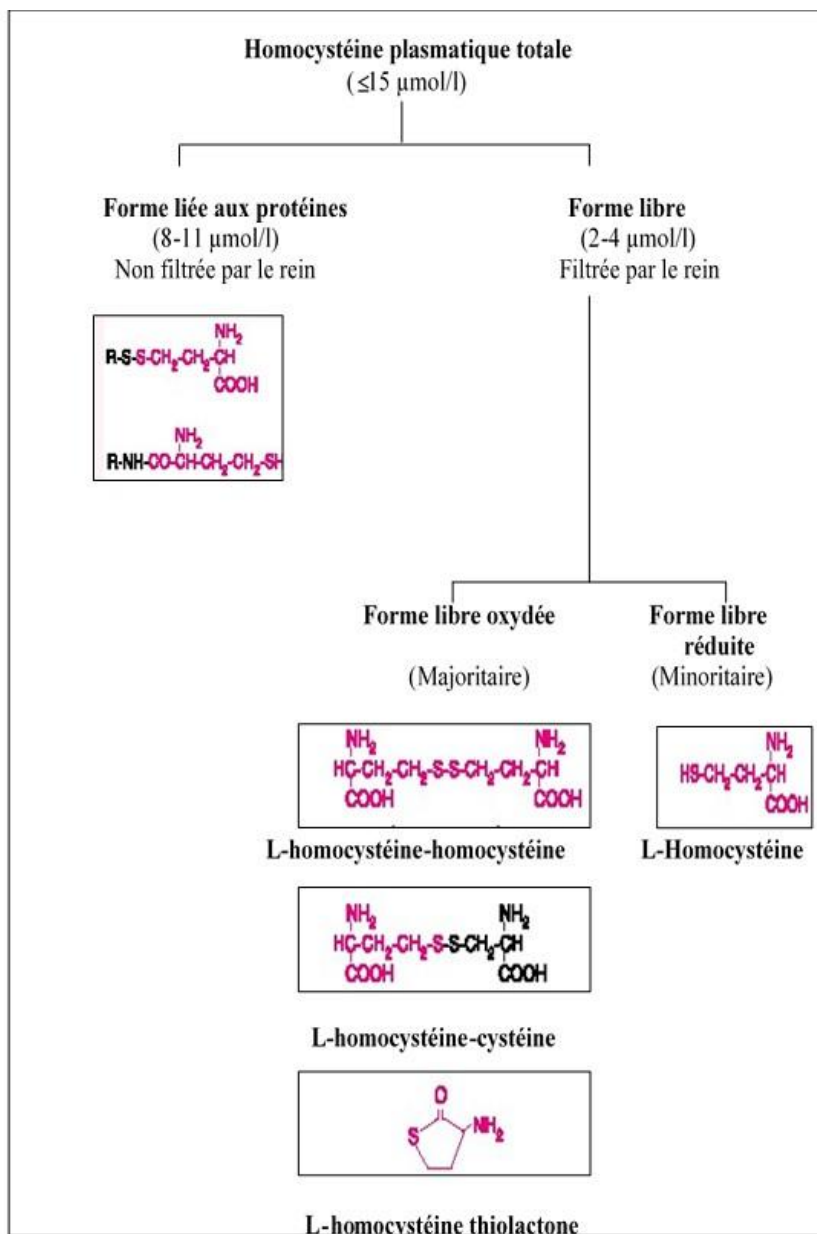 Homocystéine plasmatique totale
(≤15 µmol/l)
Forme liée aux protéines
(8-11 µmol/l)
Non filtrée par le rein
Forme libre
(2-4 µmol/l)
Filtrée par le rein
NH2
R-S-S-CH2-CH2-CH
COOH
NH2
R-NH-CO-CH-CH2-CH2-SH
Forme libre oxydée
(Majoritaire)
Forme libre
réduite
(Minoritaire)
NH2 NH2
HC-CH2-CH2-S-S-CH2-CH2-CH
COOH COOH
L-homocystéine-homocystéine
NH2
HS-CH2-CH2-CH
COOH
L-Homocystéine
NH2 NH2
HC-CH2-CH2-S-S-CH2-CH
COOH COOH
L-homocystéine-cystéine
O
S NH2
L-homocystéine thiolactone